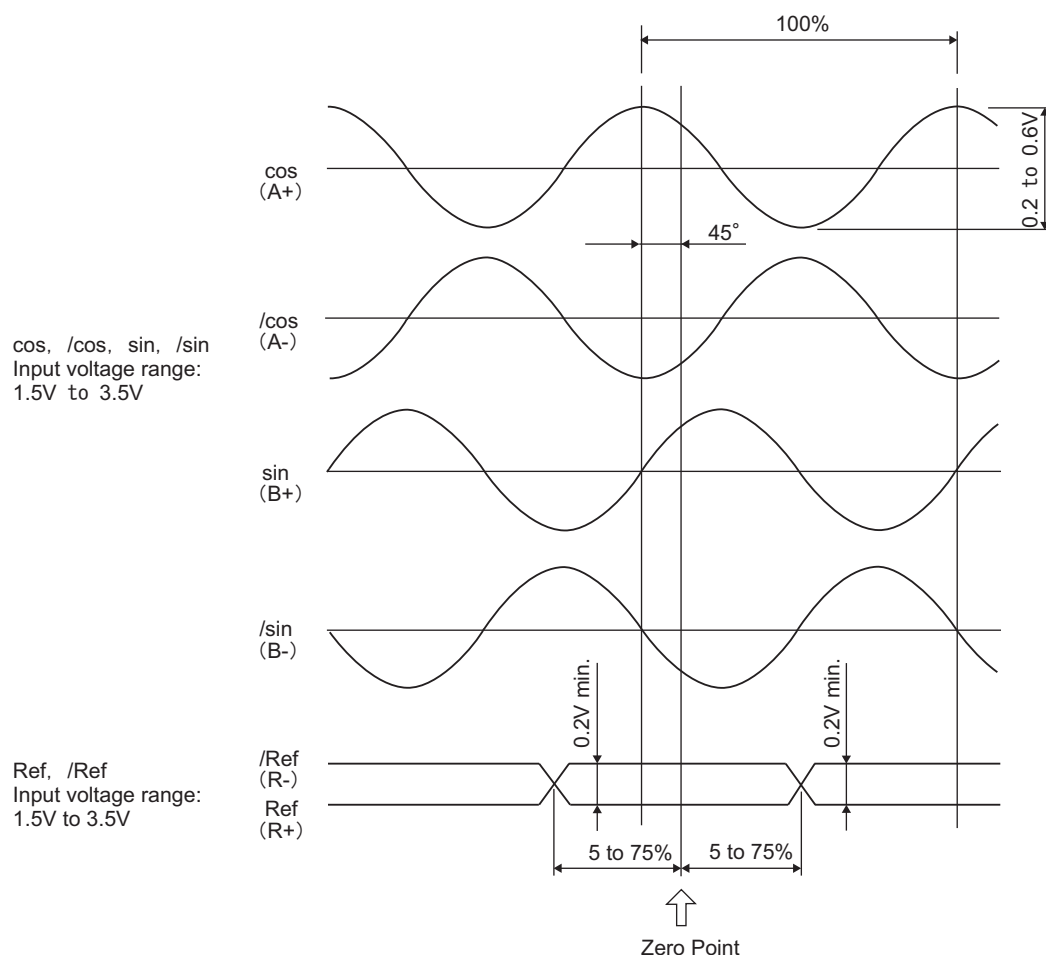 100%
0.2 to 0.6V
cos
(A+)
45°
/cos
(A-)
cos, /cos, sin, /sin
Input voltage range:
1.5V to 3.5V
sin
(B+)
/sin
(B-)
0.2V min.
0.2V min.
/Ref
(R-)
Ref, /Ref
Input voltage range:
1.5V to 3.5V
Ref
(R+)
5 to 75%
5 to 75%
Zero Point